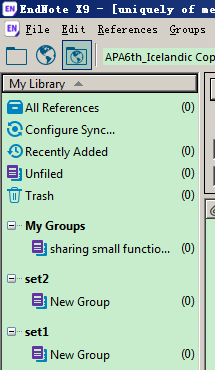 EN EndNote X9 - [uniquely of me
EN File Edit References Groups
APA6th_Icelandic Cop
My Library
All References (0)
Configure Sync...
Recently Added (0)
Unfiled (0)
Trash (0)
My Groups
sharing small functio... (0)
set2
New Group (0)
set1
New Group (0)